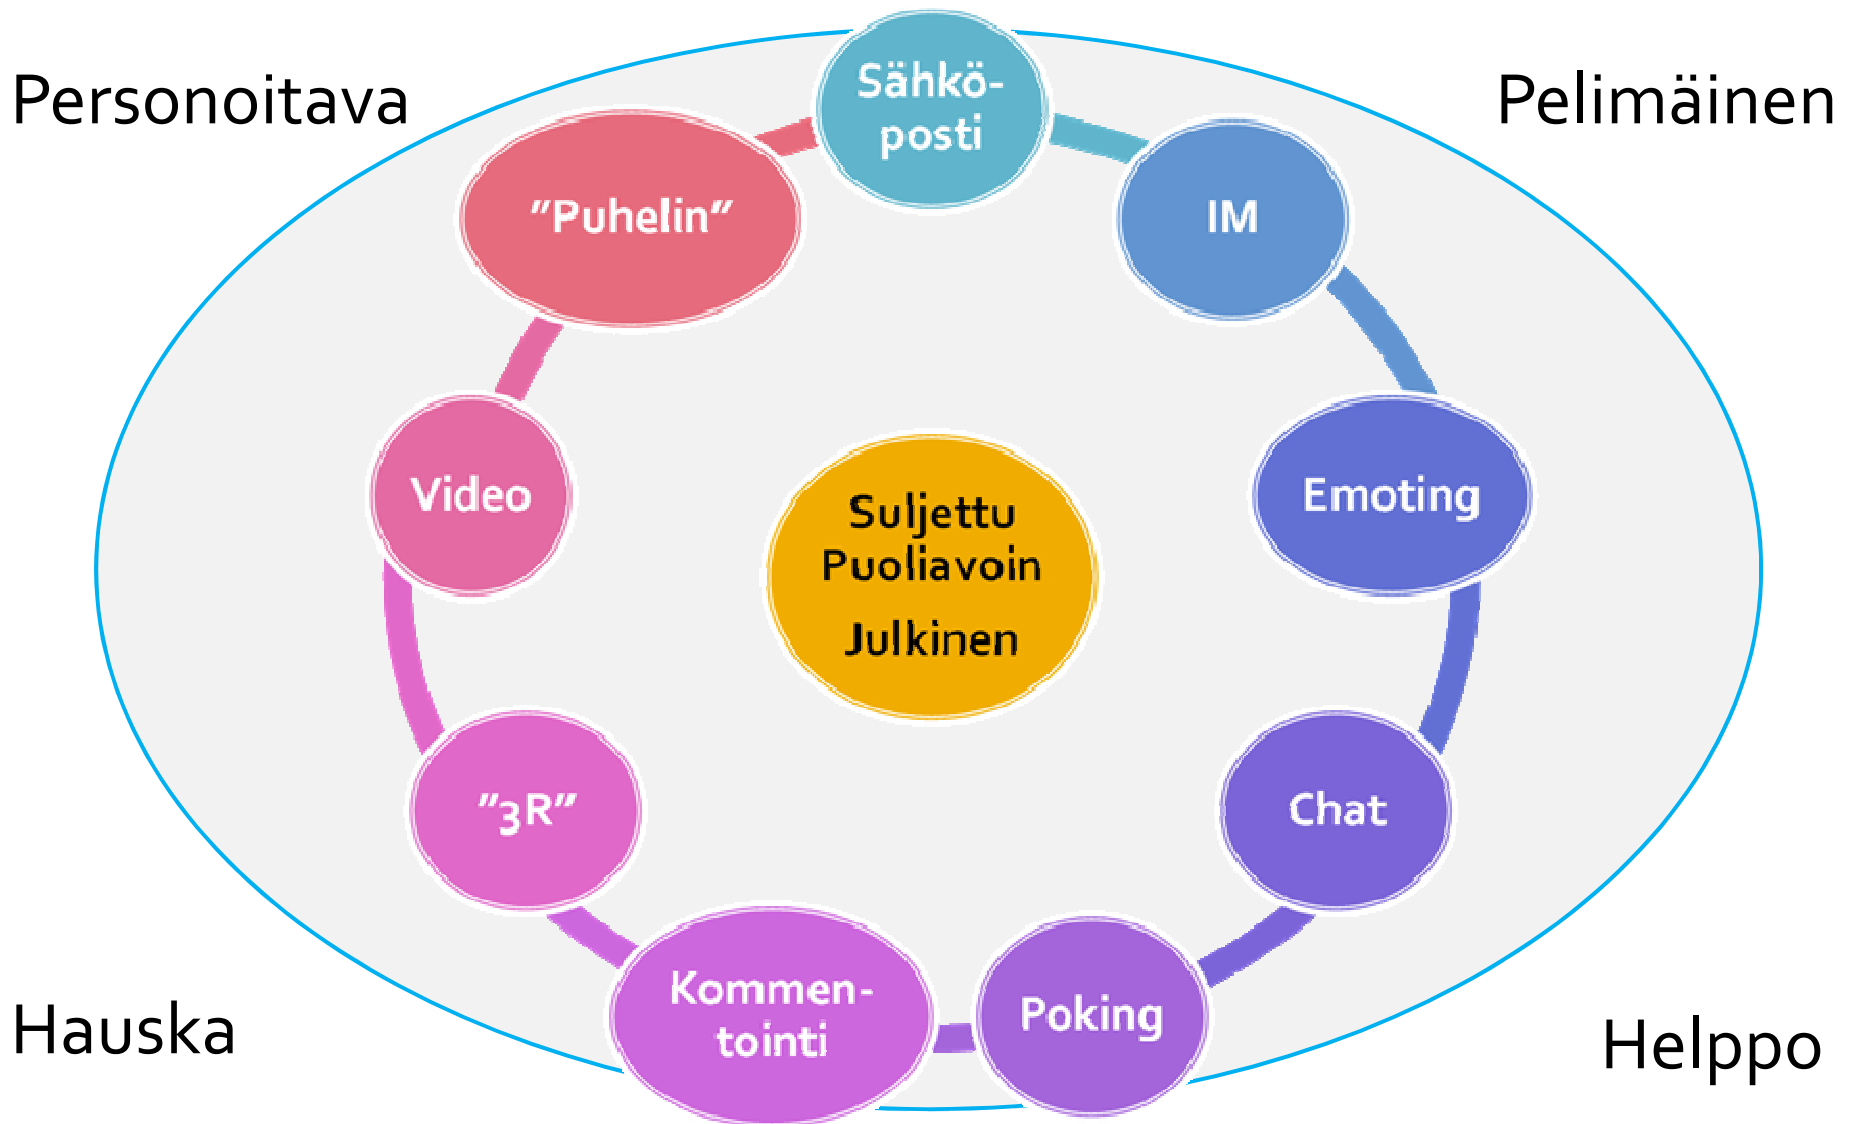 Personoitava
Pelimäinen
Sähkö-
posti
"Puhelin"
IM
Video
Emoting
Suljettu
Puoliavoin
Julkinen
"3R"
Chat
Kommen-
tointi
Poking
Hauska
Helppo